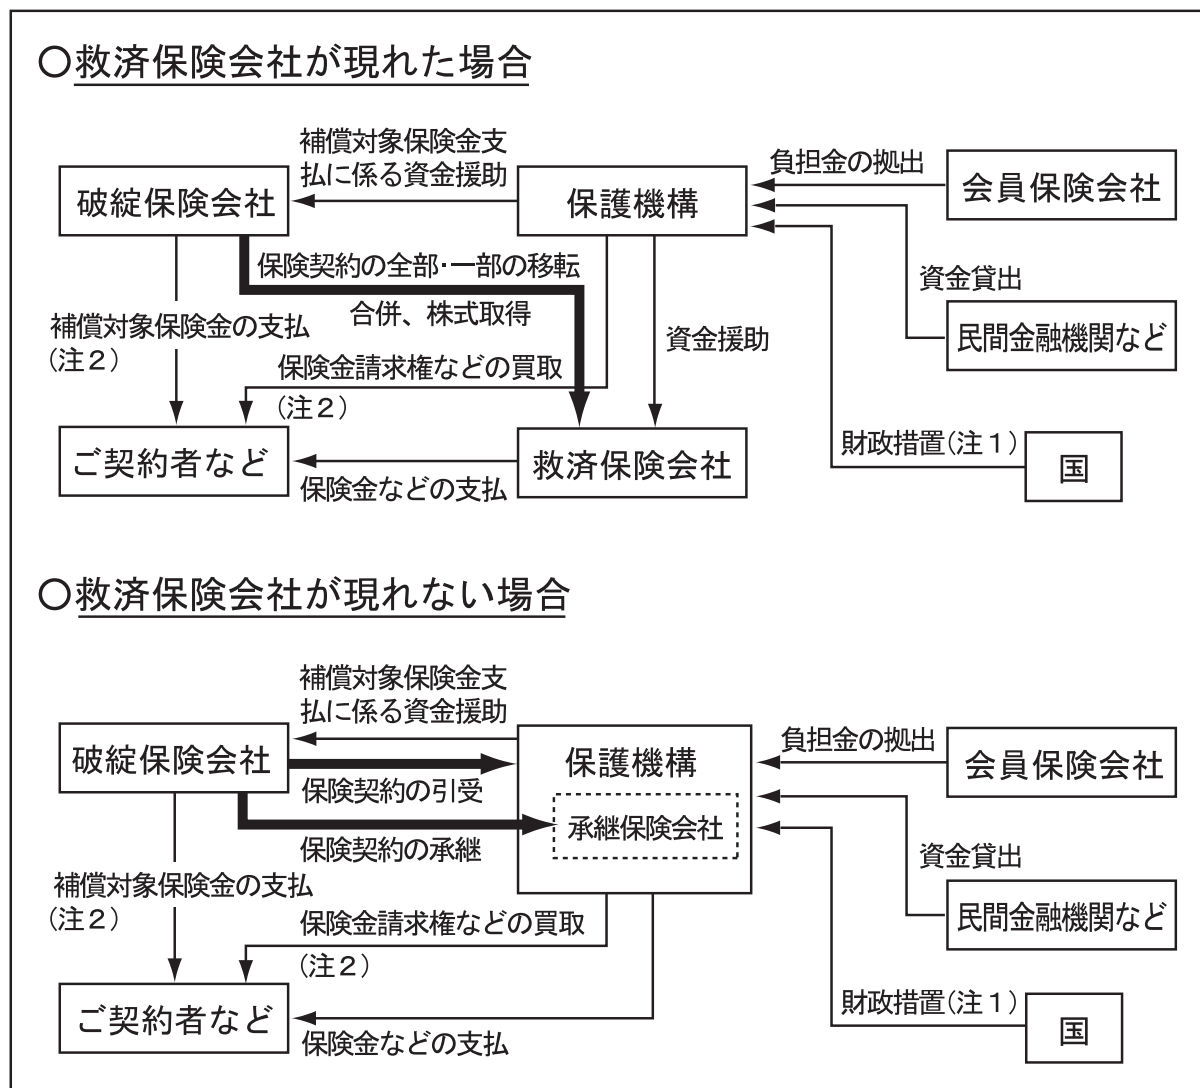 ○救済保険会社が現れた場合
補償対象保険金支
払に係る資金援助
負担金の拠出
破綻保険会社
保護機構
会員保険会社
保険契約の全部・一部の移転
資金貸出
合併、株式取得
補償対象保険金の支払
(注2)
資金援助
民間金融機関など
保険金請求権などの買取
(注2)
財政措置(注1)
ご契約者など
救済保険会社
国
保険金などの支払
○救済保険会社が現れない場合
補償対象保険金支
払に係る資金援助
負担金の拠出
破綻保険会社
保護機構
会員保険会社
保険契約の引受
承継保険会社
保険契約の承継
資金貸出
補償対象保険金の支払
(注2)
保険金請求権などの買取
(注2)
民間金融機関など
財政措置(注1)
ご契約者など
国
保険金などの支払